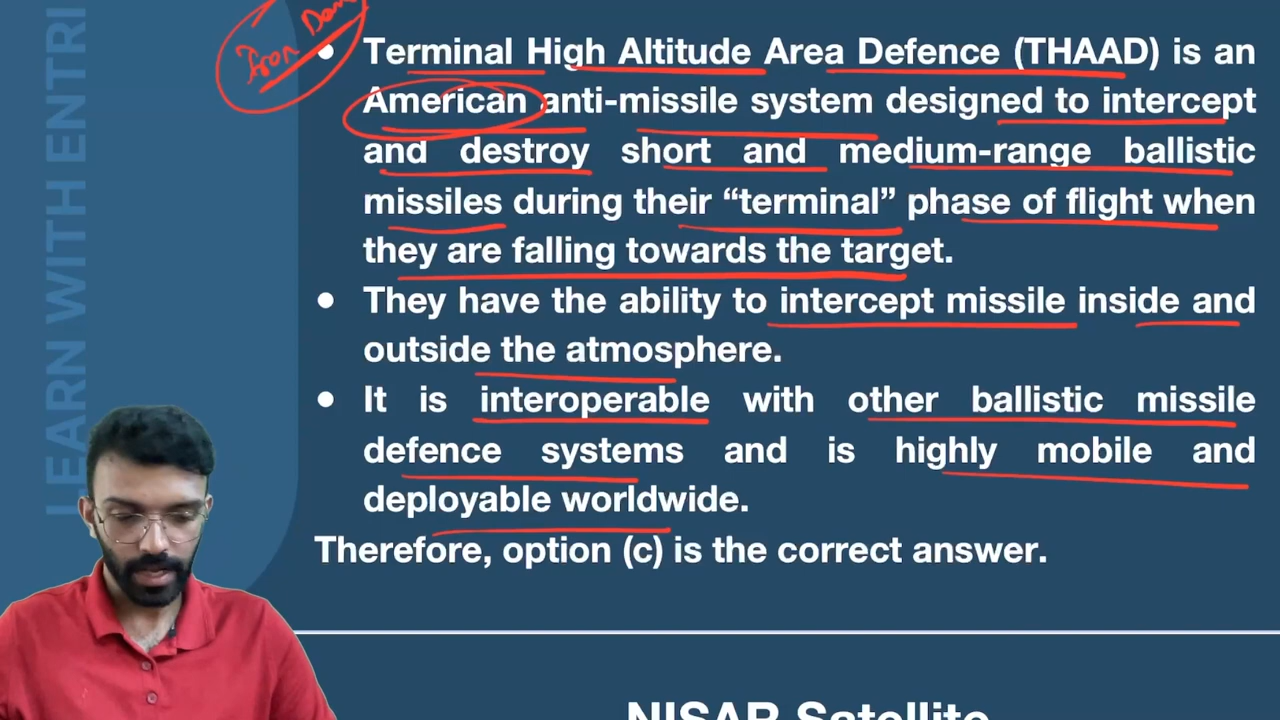 LEARN WITH ENTRI
Iron Dom
• Terminal High Altitude Area Defence (THAAD) is an
American anti-missile system designed to intercept
and destroy short and medium-range ballistic
missiles during their “terminal” phase of flight when
they are falling towards the target.
• They have the ability to intercept missile inside and
outside the atmosphere.
• It is interoperable with other ballistic missile
defence systems and is highly mobile and
deployable worldwide.
Therefore, option (c) is the correct answer.
NISAR Satellite